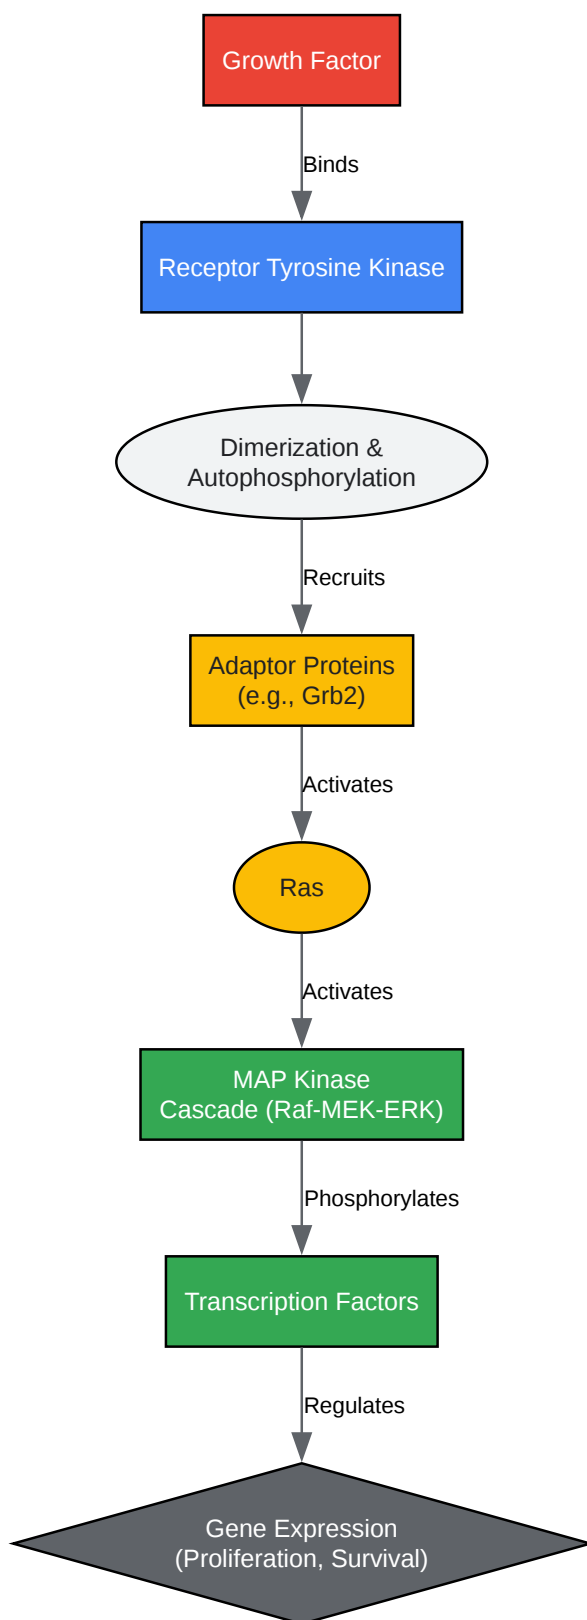 Growth Factor
Binds
Receptor Tyrosine Kinase
Dimerization &
Autophosphorylation
Recruits
Adaptor Proteins
(e.g., Grb2)
Activates
Ras
Activates
MAP Kinase
Cascade (Raf-MEK-ERK)
Phosphorylates
Transcription Factors
Regulates
Gene Expression
(Proliferation, Survival)